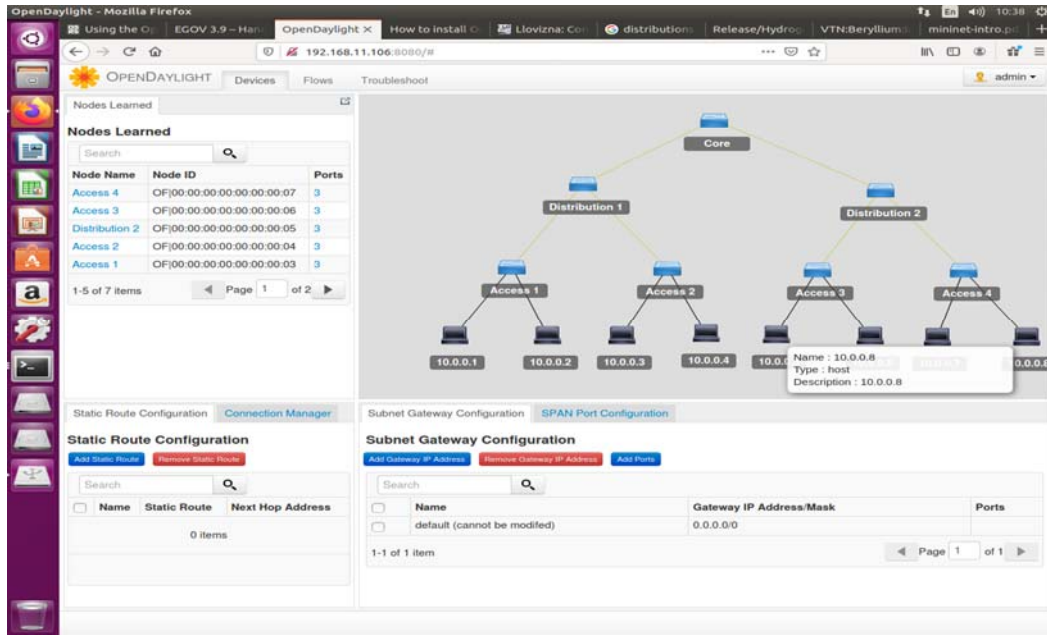 OpenDaylight - Mozilla Firefox
En
10:38
Using the Op
EGOV 3.9 – Han
OpenDaylight
How to install O
Llovizna: Con
distributions
Release/Hydrog
VTN:Beryllium:
mininet-intro.pd
192.168.11.106:8080/#
OPENDAYLIGHT
Devices
Flows
Troubleshoot
admin
Nodes Learned
Nodes Learned
Search
Node Name Node ID Ports
Access 4 OF|00:00:00:00:00:00:00:07 3
Access 3 OF|00:00:00:00:00:00:00:06 3
Distribution 2 OF|00:00:00:00:00:00:00:05 3
Access 2 OF|00:00:00:00:00:00:00:04 3
Access 1 OF|00:00:00:00:00:00:00:03 3
1-5 of 7 items Page 1 of 2
Core
Distribution 1
Distribution 2
Access 1
Access 2
Access 3
Access 4
10.0.0.1
10.0.0.2
10.0.0.3
10.0.0.4
10.0.0.8
Name : 10.0.0.8
Type : host
Description : 10.0.0.8
Static Route Configuration Connection Manager
Static Route Configuration
Add Static Route Remove Static Route
Search
Name Static Route Next Hop Address
0 items
Subnet Gateway Configuration SPAN Port Configuration
Subnet Gateway Configuration
Add Gateway IP Address Remove Gateway IP Address Add Ports
Search
Name Gateway IP Address/Mask Ports
default (cannot be modifed) 0.0.0.0/0
1-1 of 1 item Page 1 of 1